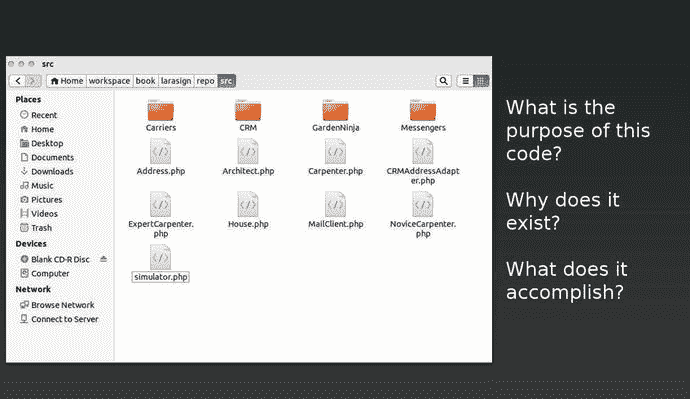 src
Home workspace book larasign repo src
Places
Recent
Home
Desktop
Documents
Downloads
Music
Pictures
Videos
Trash
Devices
Blank CD-R Disc
Computer
Network
Browse Network
Connect to Server
Carriers CRM GardenNinja Messengers
Address.php Architect.php Carpenter.php CRMAddressAdap
ter.php
ExpertCarpenter. House.php MailClient.php NoviceCarpenter.
php php
simulator.php
What is the
purpose of this
code?
Why does it
exist?
What does it
accomplish?